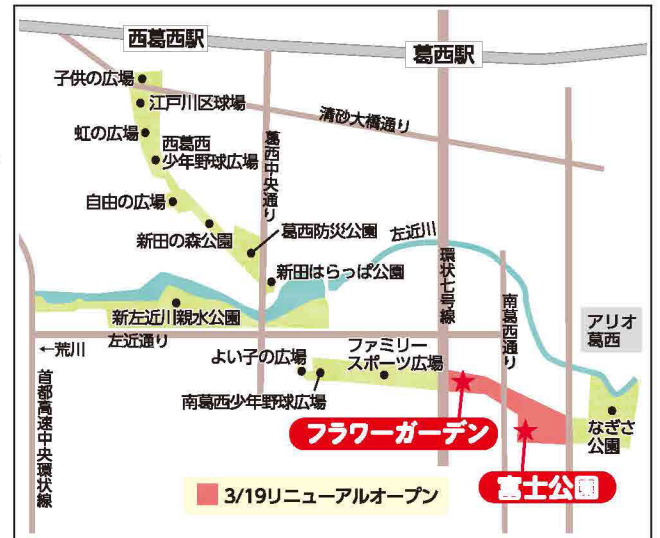 西葛西駅
葛西駅
子供の広場
江戸川区球場
清砂大橋通り
虹の広場
西葛西
少年野球広場
葛西中央通り
自由の広場
新田の森公園
葛西防災公園
左近川
新田はらっぱ公園
環状七号線
南葛西通り
新左近川親水公園
アリオ
葛西
左近通り
←荒川
首都高速中央環状線
よい子の広場
ファミリー
スポーツ広場
南葛西少年野球広場
フラワーガーデン
なぎさ
公園
富士公園
3/19リニューアルオープン